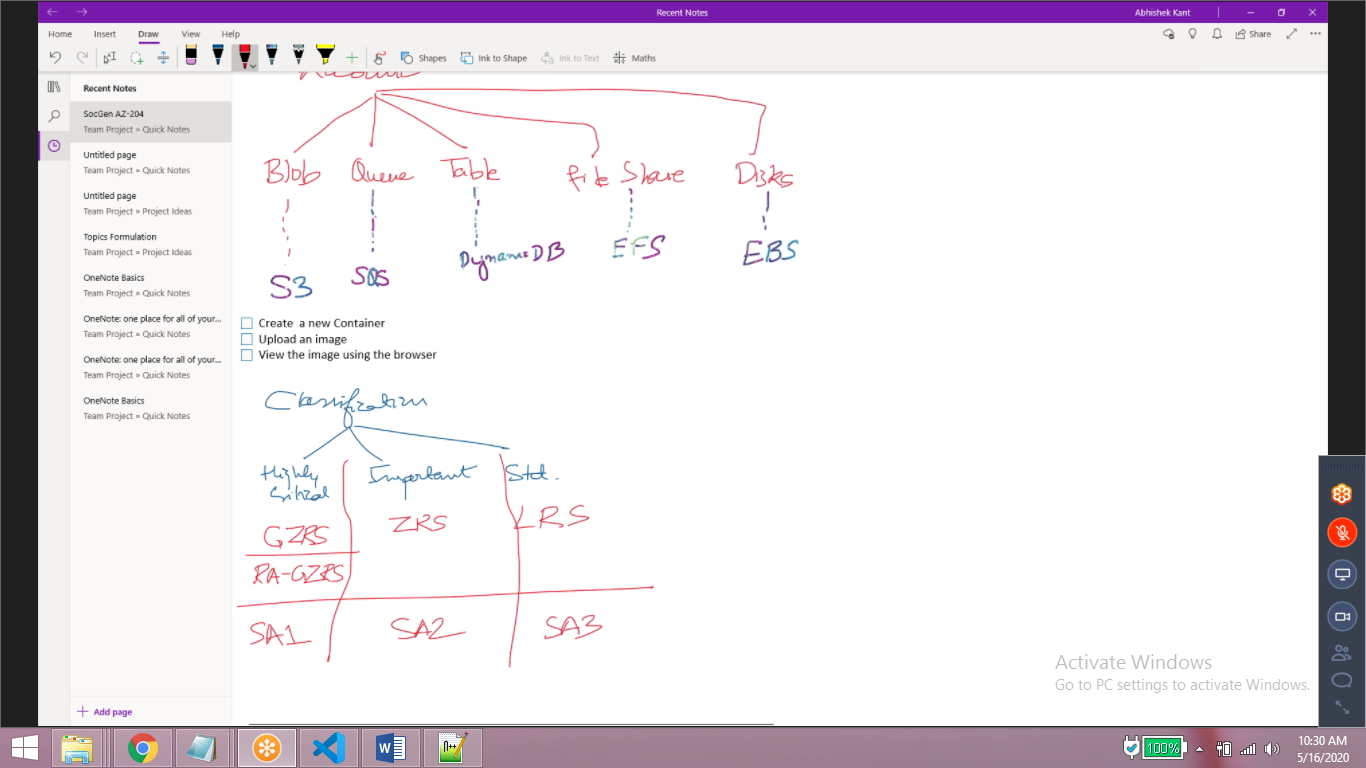 Recent Notes
Abhishek Kant
Home Insert Draw View Help
Share
Shapes Ink to Shape Ink to Text Maths
Recent Notes
SocGen AZ-204
Team Project » Quick Notes
Untitled page
Team Project » Quick Notes
Untitled page
Team Project » Project Ideas
Topics Formulation
Team Project » Project Ideas
OneNote Basics
Team Project » Quick Notes
OneNote: one place for all of your...
Team Project » Quick Notes
OneNote: one place for all of your...
Team Project » Quick Notes
OneNote Basics
Team Project » Quick Notes
Add page
Blob Queue Table File Share Disks
S3 SQS DynamicDB EFS EBS
Create a new Container
Upload an image
View the image using the browser
Classification
Highly Important Std.
Critical
GZRS ZRS LRS
RA-GZRS
SA1 SA2 SA3
Activate Windows
Go to PC settings to activate Windows.
100%
10:30 AM
5/16/2020